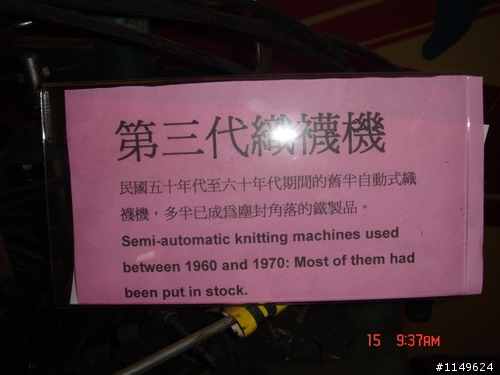 第三代織襪機
民國五十年代至六十年代期間的舊半自動式織
襪機，多半已成為塵封角落的鐵製品。
Semi-automatic knitting machines used
between 1960 and 1970: Most of them had
been put in stock.
15 9:37AM
#1149624